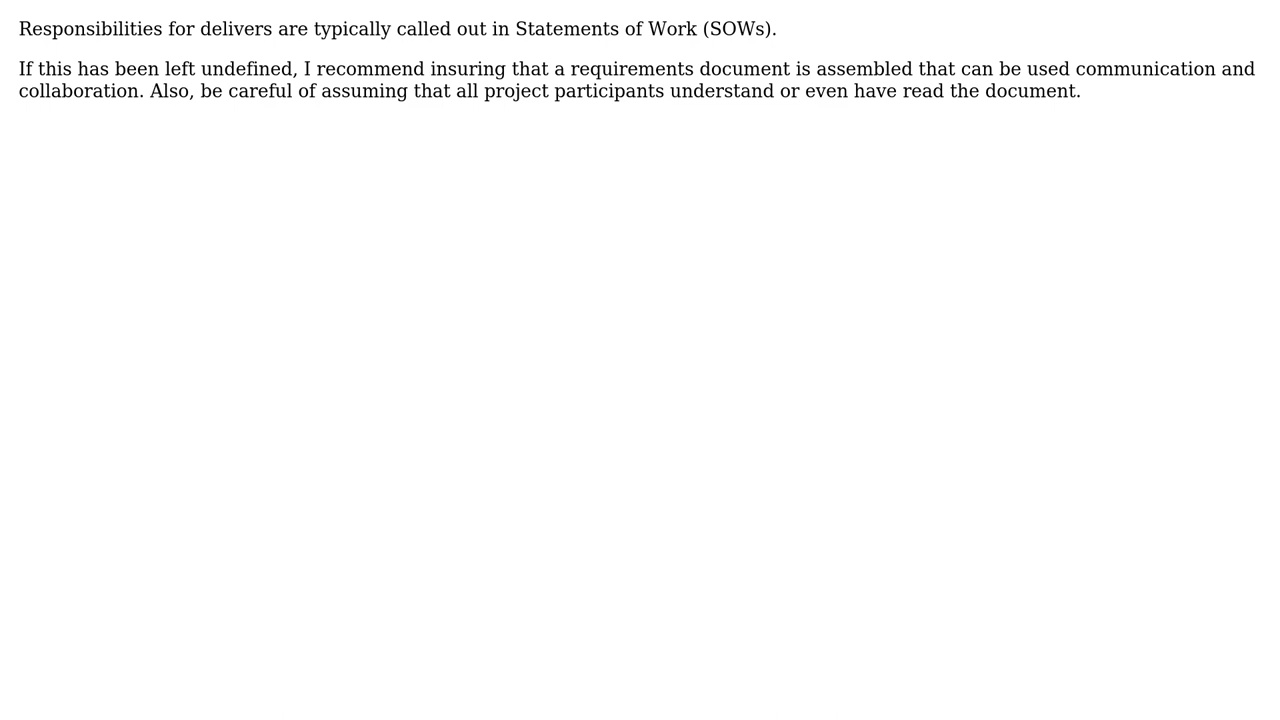 Responsibilities for delivers are typically called out in Statements of Work (SOWs).
If this has been left undefined, I recommend insuring that a requirements document is assembled that can be used communication and
collaboration. Also, be careful of assuming that all project participants understand or even have read the document.